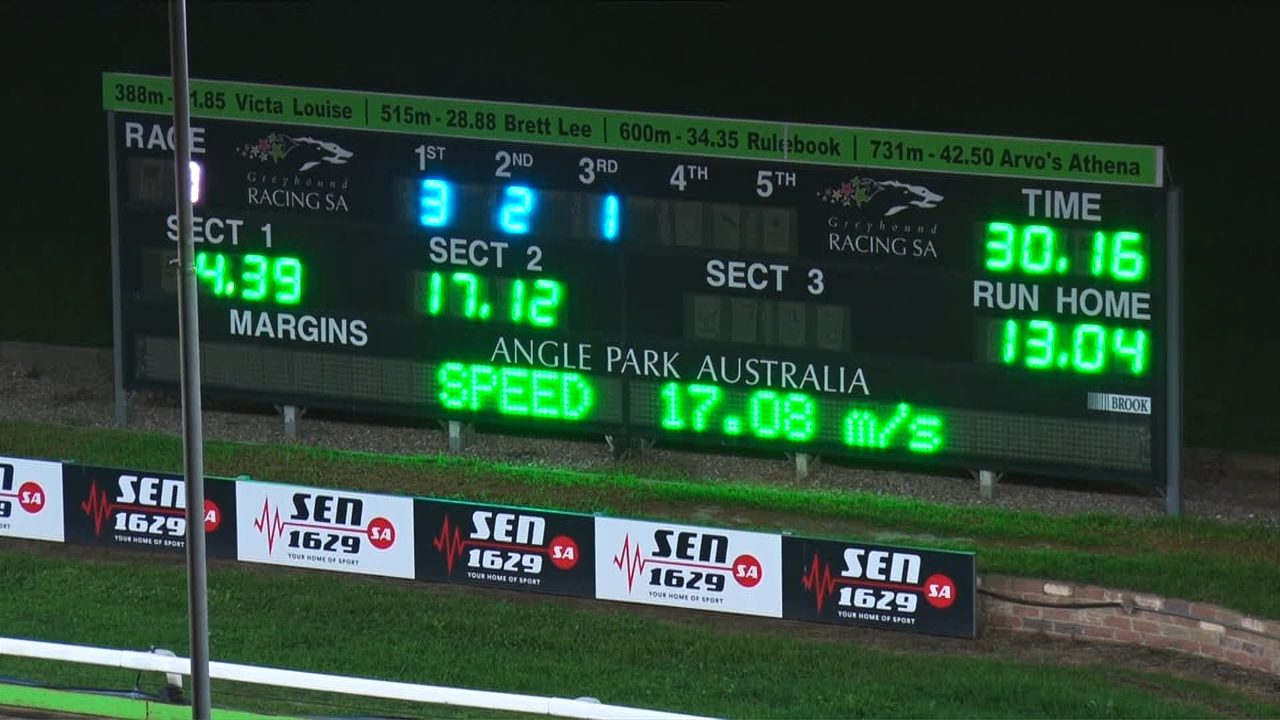 388m - 1.85 Victa Louise | 515m - 28.88 Brett Lee | 600m - 34.35 Rulebook | 731m - 42.50 Arvo's Athena
RACE
Greyhound
RACING SA
1ST 2ND 3RD 4TH 5TH
3 2 1
Greyhound
RACING SA
TIME
30.16
SECT 1
4.39
SECT 2
17.12
SECT 3
RUN HOME
13.04
MARGINS
ANGLE PARK AUSTRALIA
SPEED 17.08 m/s
BROOK
SA
SEN
1629
SA
YOUR HOME OF SPORT
SEN
1629
SA
YOUR HOME OF SPORT
SEN
1629
SA
YOUR HOME OF SPORT
SEN
1629
SA
YOUR HOME OF SPORT
SEN
1629
SA
YOUR HOME OF SPORT